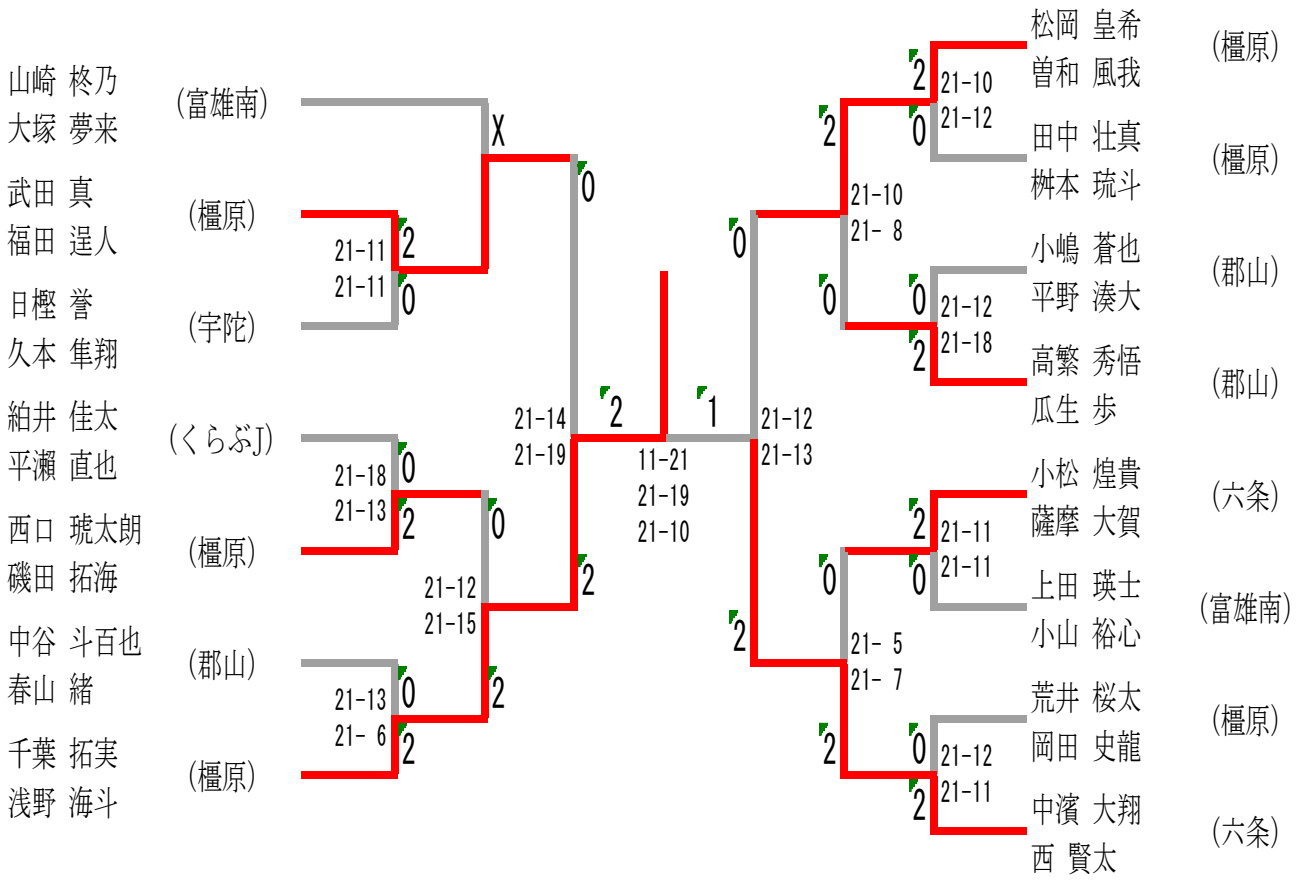 山崎 柊乃
大塚 夢来
(富雄南)
X
武田 真
福田 逞人
(橿原)
21-11
21-11
2
0
日樫 誉
久本 隼翔
(宇陀)
0
絈井 佳太
平瀬 直也
(くらぶJ)
21-18
21-13
0
2
西口 琥太朗
磯田 拓海
(橿原)
0
21-12
21-15
2
中谷 斗百也
春山 緒
(郡山)
21-13
21- 6
0
2
千葉 拓実
浅野 海斗
(橿原)
21-14
21-19
2
2
1
11-21
21-19
21-10
0
21-12
21-13
2
松岡 皇希
曽和 風我
(橿原)
2
21-10
21-12
0
田中 壮真
桝本 琉斗
(橿原)
2
21-10
21- 8
0
小嶋 蒼也
平野 湊大
(郡山)
0
21-12
21-18
2
高繁 秀悟
瓜生 歩
(郡山)
小松 煌貴
薩摩 大賀
(六条)
2
21-11
21-11
0
上田 瑛士
小山 裕心
(富雄南)
0
21- 5
21- 7
2
荒井 桜太
岡田 史龍
(橿原)
0
21-12
21-11
2
中濱 大翔
西 賢太
(六条)